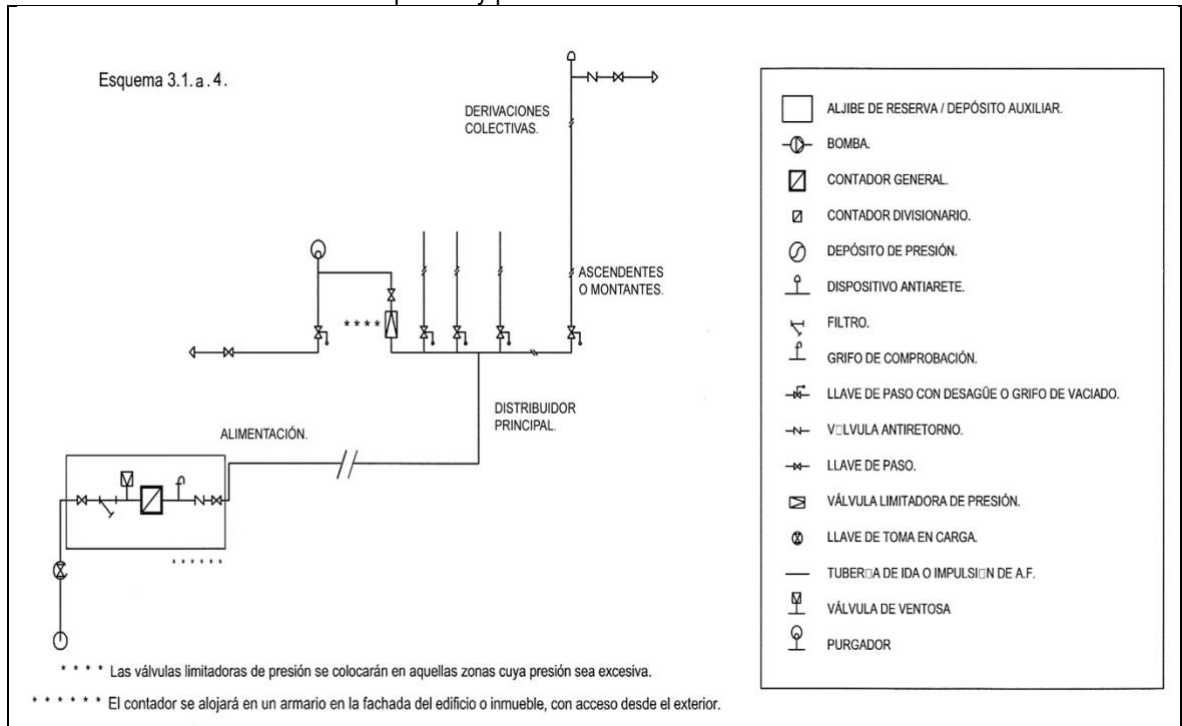 Esquema 3.1.a.4.
DERIVACIONES
COLECTIVAS.
ASCENDENTES
O MONTANTES.
* * * *
DISTRIBUIDOR
PRINCIPAL.
ALIMENTACIÓN.
* * * * * *
* * * * Las válvulas limitadoras de presión se colocarán en aquellas zonas cuya presión sea excesiva.
* * * * * * El contador se alojará en un armario en la fachada del edificio o inmueble, con acceso desde el exterior.
ALJIBE DE RESERVA / DEPÓSITO AUXILIAR.
BOMBA.
CONTADOR GENERAL.
CONTADOR DIVISIONARIO.
DEPÓSITO DE PRESIÓN.
DISPOSITIVO ANTIARETE.
FILTRO.
GRIFO DE COMPROBACIÓN.
LLAVE DE PASO CON DESAGÜE O GRIFO DE VACIADO.
V□LVULA ANTIRETORNO.
LLAVE DE PASO.
VÁLVULA LIMITADORA DE PRESIÓN.
LLAVE DE TOMA EN CARGA.
TUBER□A DE IDA O IMPULSI□N DE A.F.
VÁLVULA DE VENTOSA
PURGADOR